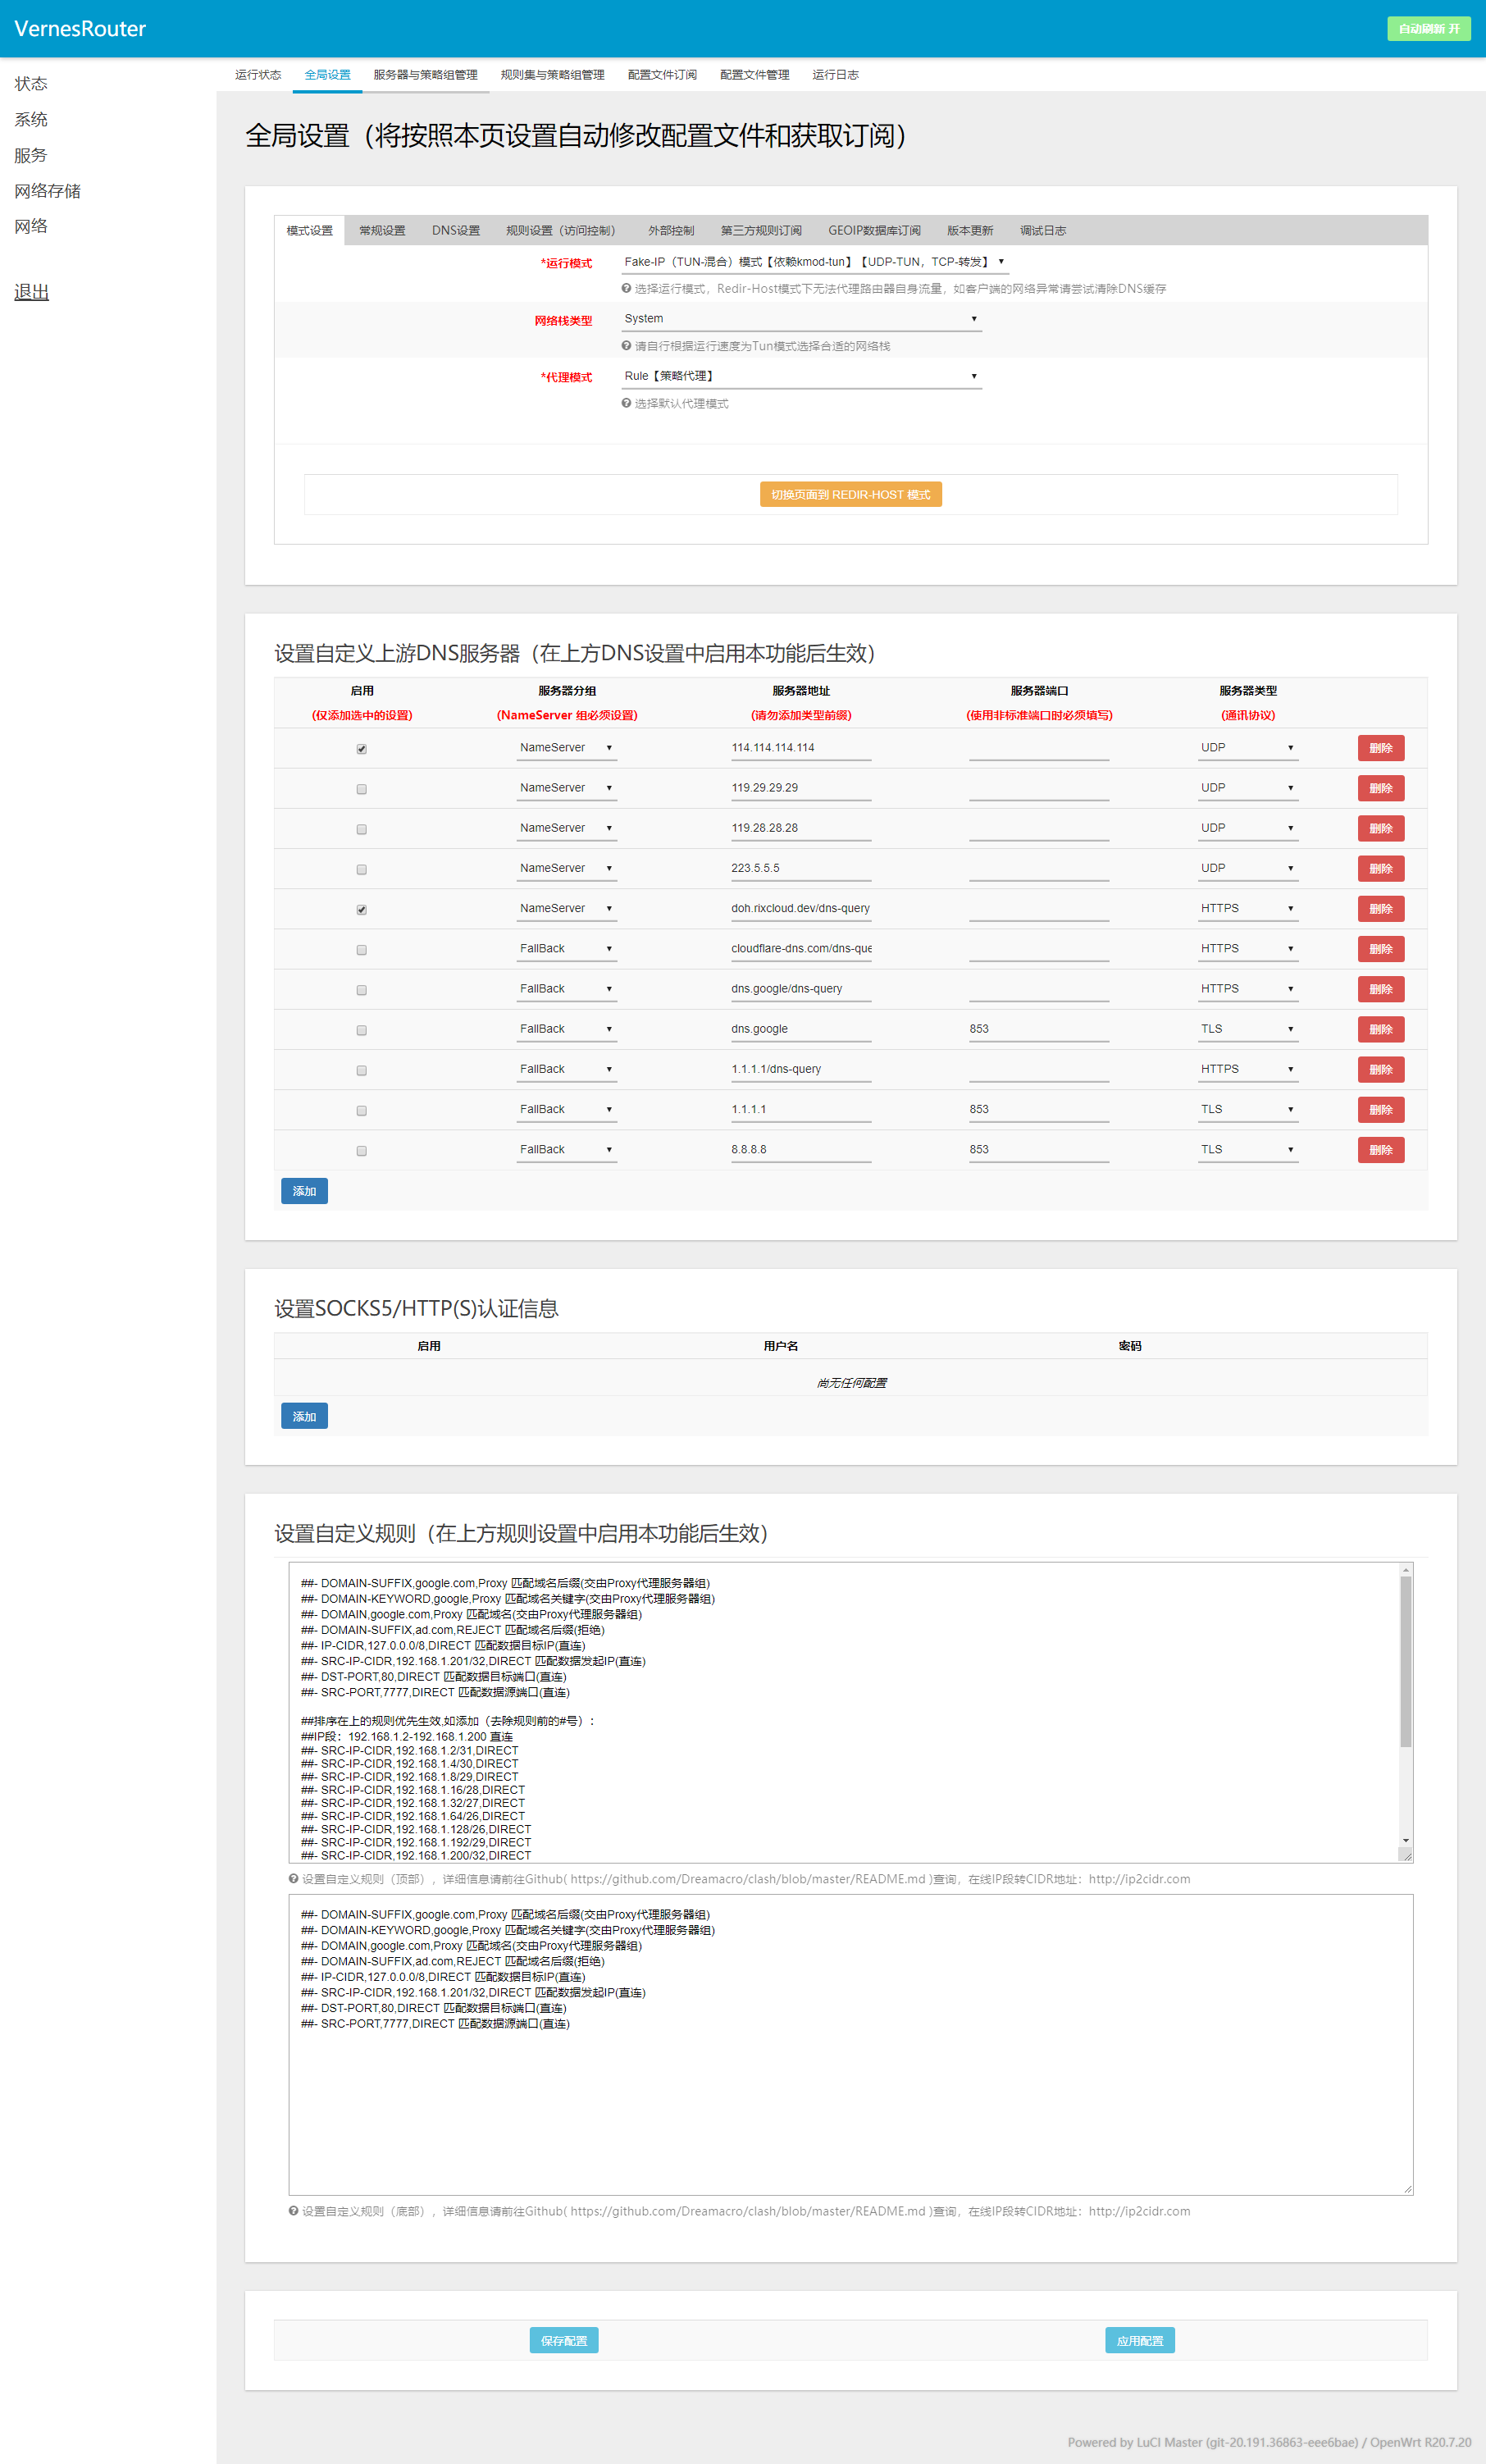 VernesRouter
自动刷新 开
状态
系统
服务
网络存储
网络
退出
运行状态 全局设置 服务器与策略组管理 规则集与策略组管理 配置文件订阅 配置文件管理 运行日志
全局设置（将按照本页设置自动修改配置文件和获取订阅）
模式设置 常规设置 DNS设置 规则设置（访问控制） 外部控制 第三方规则订阅 GEOIP数据库订阅 版本更新 调试日志
*运行模式 Fake-IP（TUN-混合）模式【依赖kmod-tun】【UDP-TUN，TCP-转发】
选择运行模式，Redir-Host模式下无法代理路由器自身流量，如客户端的网络异常请尝试清除DNS缓存
网络栈类型 System
请自行根据运行速度为Tun模式选择合适的网络栈
*代理模式 Rule【策略代理】
选择默认代理模式
切换页面到 REDIR-HOST 模式
设置自定义上游DNS服务器（在上方DNS设置中启用本功能后生效）
启用 服务器分组 服务器地址 服务器端口 服务器类型
(仅添加选中的设置) (NameServer 组必须设置) (请勿添加类型前缀) (使用非标准端口时必须填写) (通讯协议)
NameServer 114.114.114.114 UDP 删除
NameServer 119.29.29.29 UDP 删除
NameServer 119.28.28.28 UDP 删除
NameServer 223.5.5.5 UDP 删除
NameServer doh.rixcloud.dev/dns-query HTTPS 删除
FallBack cloudflare-dns.com/dns-que HTTPS 删除
FallBack dns.google/dns-query HTTPS 删除
FallBack dns.google 853 TLS 删除
FallBack 1.1.1.1/dns-query HTTPS 删除
FallBack 1.1.1.1 853 TLS 删除
FallBack 8.8.8.8 853 TLS 删除
添加
设置SOCKS5/HTTP(S)认证信息
启用 用户名 密码
尚无任何配置
添加
设置自定义规则（在上方规则设置中启用本功能后生效）
##- DOMAIN-SUFFIX,google.com,Proxy 匹配域名后缀(交由Proxy代理服务器组)
##- DOMAIN-KEYWORD,google,Proxy 匹配域名关键字(交由Proxy代理服务器组)
##- DOMAIN,google.com,Proxy 匹配域名(交由Proxy代理服务器组)
##- DOMAIN-SUFFIX,ad.com,REJECT 匹配域名后缀(拒绝)
##- IP-CIDR,127.0.0.0/8,DIRECT 匹配数据目标IP(直连)
##- SRC-IP-CIDR,192.168.1.201/32,DIRECT 匹配数据发起IP(直连)
##- DST-PORT,80,DIRECT 匹配数据目标端口(直连)
##- SRC-PORT,7777,DIRECT 匹配数据源端口(直连)
##排序在上的规则优先生效,如添加（去除规则前的#号）：
##IP段：192.168.1.2-192.168.1.200 直连
##- SRC-IP-CIDR,192.168.1.2/31,DIRECT
##- SRC-IP-CIDR,192.168.1.4/30,DIRECT
##- SRC-IP-CIDR,192.168.1.8/29,DIRECT
##- SRC-IP-CIDR,192.168.1.16/28,DIRECT
##- SRC-IP-CIDR,192.168.1.32/27,DIRECT
##- SRC-IP-CIDR,192.168.1.64/26,DIRECT
##- SRC-IP-CIDR,192.168.1.128/26,DIRECT
##- SRC-IP-CIDR,192.168.1.192/29,DIRECT
##- SRC-IP-CIDR,192.168.1.200/32,DIRECT
设置自定义规则（顶部），详细信息请前往Github( https://github.com/Dreamacro/clash/blob/master/README.md )查询，在线IP段转CIDR地址：http://ip2cidr.com
##- DOMAIN-SUFFIX,google.com,Proxy 匹配域名后缀(交由Proxy代理服务器组)
##- DOMAIN-KEYWORD,google,Proxy 匹配域名关键字(交由Proxy代理服务器组)
##- DOMAIN,google.com,Proxy 匹配域名(交由Proxy代理服务器组)
##- DOMAIN-SUFFIX,ad.com,REJECT 匹配域名后缀(拒绝)
##- IP-CIDR,127.0.0.0/8,DIRECT 匹配数据目标IP(直连)
##- SRC-IP-CIDR,192.168.1.201/32,DIRECT 匹配数据发起IP(直连)
##- DST-PORT,80,DIRECT 匹配数据目标端口(直连)
##- SRC-PORT,7777,DIRECT 匹配数据源端口(直连)
设置自定义规则（底部），详细信息请前往Github( https://github.com/Dreamacro/clash/blob/master/README.md )查询，在线IP段转CIDR地址：http://ip2cidr.com
保存配置 应用配置
Powered by LuCI Master (git-20.191.36863-eee6bae) / OpenWrt R20.7.20